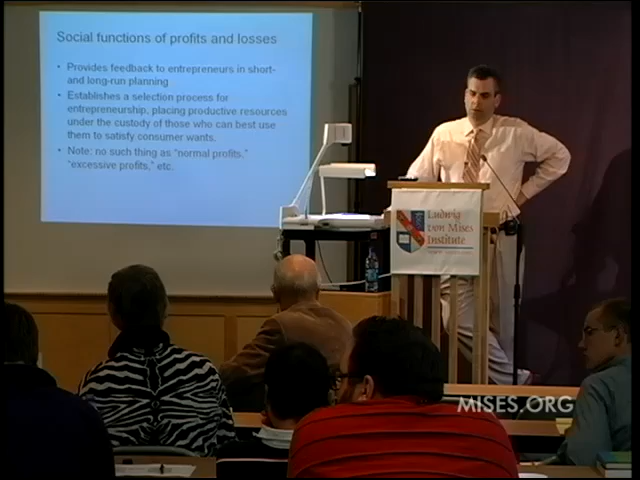 Social functions of profits and losses
• Provides feedback to entrepreneurs in short-
and long-run planning
• Establishes a selection process for
entrepreneurship, placing productive resources
under the custody of those who can best use
them to satisfy consumer wants.
• Note: no such thing as “normal profits,”
“excessive profits,” etc.
Ludwig
von Mises
Institute
MISES.ORG